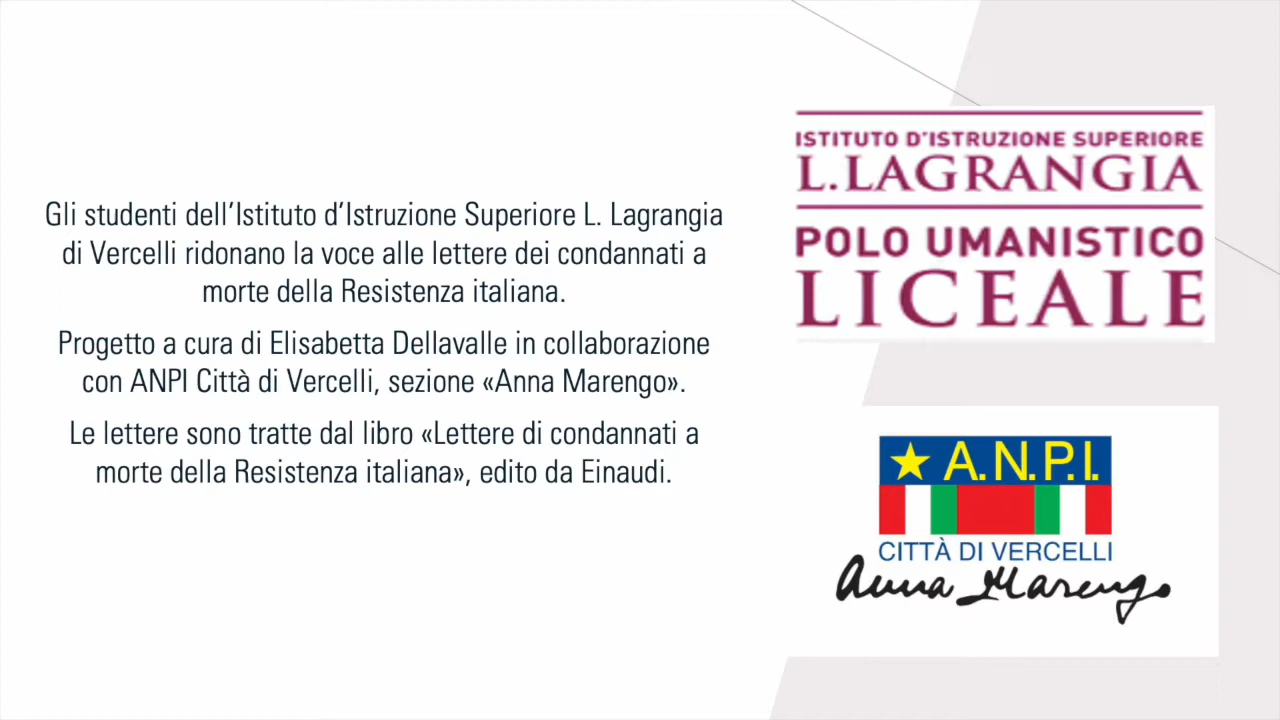 Gli studenti dell’Istituto d’Istruzione Superiore L. Lagrangia
di Vercelli ridonano la voce alle lettere dei condannati a
morte della Resistenza italiana.
Progetto a cura di Elisabetta Dellavalle in collaborazione
con ANPI Città di Vercelli, sezione «Anna Marengo».
Le lettere sono tratte dal libro «Lettere di condannati a
morte della Resistenza italiana», edito da Einaudi.
ISTITUTO D'ISTRUZIONE SUPERIORE
L.LAGRANGIA
POLO UMANISTICO
LICEALE
A.N.P.I.
CITTÀ DI VERCELLI
Anna Marengo